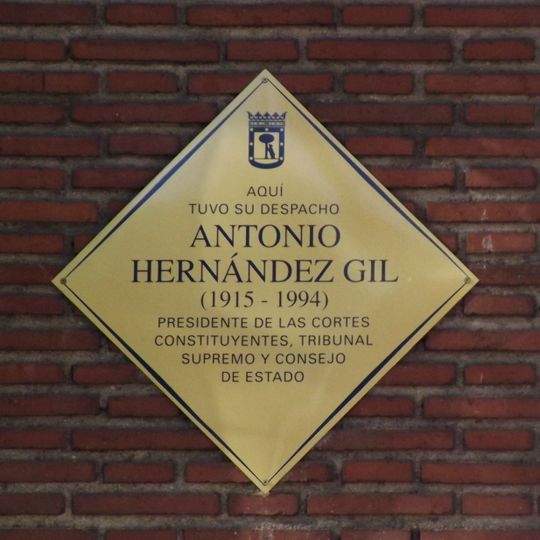 AQUÍ
TUVO SU DESPACHO
ANTONIO
HERNÁNDEZ GIL
(1915 - 1994)
PRESIDENTE DE LAS CORTES
CONSTITUYENTES, TRIBUNAL
SUPREMO Y CONSEJO
DE ESTADO